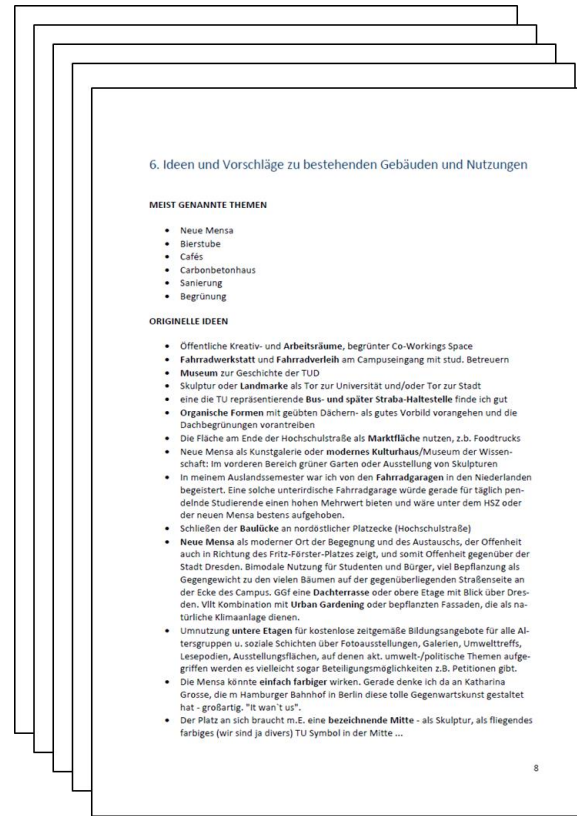 6. Ideen und Vorschläge zu bestehenden Gebäuden und Nutzungen
MEIST GENANNTE THEMEN
• Neue Mensa
• Bierstube
• Cafés
• Carbonbetonhaus
• Sanierung
• Begrünung
ORIGINELLE IDEEN
• Öffentliche Kreativ- und Arbeitsräume, begrünter Co-Workings Space
• Fahrradwerkstatt und Fahrradverleih am Campuseingang mit stud. Betreuern
• Museum zur Geschichte der TUD
• Skulptur oder Landmarke als Tor zur Universität und/oder Tor zur Stadt
• eine die TU repräsentierende Bus- und später Straba-Haltestelle finde ich gut
• Organische Formen mit geübten Dächern- als gutes Vorbild vorangehen und die
Dachbegrünungen vorantreiben
• Die Fläche am Ende der Hochschulstraße als Marktfläche nutzen, z.b. Foodtrucks
• Neue Mensa als Kunstgalerie oder modernes Kulturhaus/Museum der Wissen-
schaft: Im vorderen Bereich grüner Garten oder Ausstellung von Skulpturen
• In meinem Auslandssemester war ich von den Fahrradgaragen in den Niederlanden
begeistert. Eine solche unterirdische Fahrradgarage würde gerade für täglich pen-
delnde Studierende einen hohen Mehrwert bieten und wäre unter dem HSZ oder
der neuen Mensa bestens aufgehoben.
• Schließen der Baulücke an nordöstlicher Platzecke (Hochschulstraße)
• Neue Mensa als moderner Ort der Begegnung und des Austauschs, der Offenheit
auch in Richtung des Fritz-Förster-Platzes zeigt, und somit Offenheit gegenüber der
Stadt Dresden. Bimodale Nutzung für Studenten und Bürger, viel Bepflanzung als
Gegengewicht zu den vielen Bäumen auf der gegenüberliegenden Straßenseite an
der Ecke des Campus. GGf eine Dachterrasse oder obere Etage mit Blick über Dres-
den. Vllt Kombination mit Urban Gardening oder bepflanzten Fassaden, die als na-
türliche Klimaanlage dienen.
• Umnutzung untere Etagen für kostenlose zeitgemäße Bildungsangebote für alle Al-
tersgruppen u. soziale Schichten über Fotoausstellungen, Galerien, Umwelttreffs,
Lesepodien, Ausstellungsflächen, auf denen akt. umwelt-/politische Themen aufge-
griffen werden es vielleicht sogar Beteiligungsmöglichkeiten z.B. Petitionen gibt.
• Die Mensa könnte einfach farbiger wirken. Gerade denke ich da an Katharina
Grosse, die m Hamburger Bahnhof in Berlin diese tolle Gegenwartskunst gestaltet
hat - großartig. "It wan`t us".
• Der Platz an sich braucht m.E. eine bezeichnende Mitte - als Skulptur, als fliegendes
farbiges (wir sind ja divers) TU Symbol in der Mitte ...
8